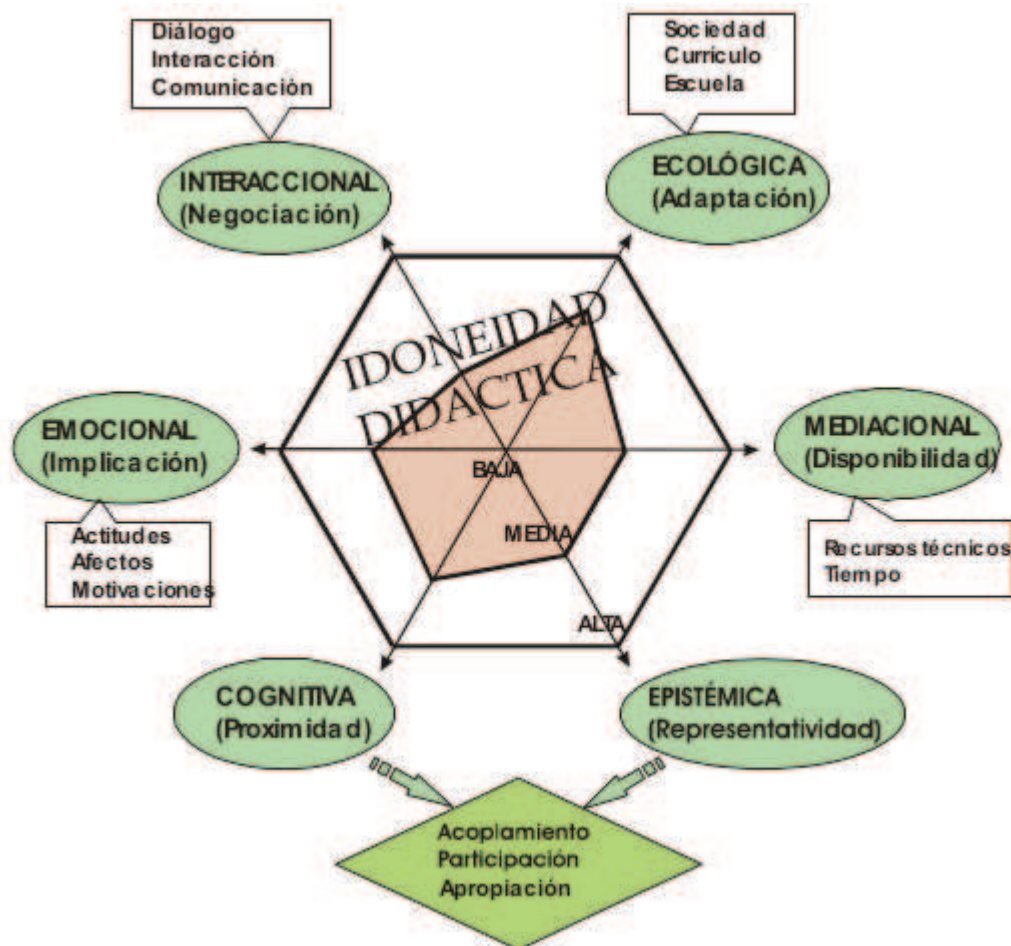 Diálogo
Interacción
Comunicación
Sociedad
Curriculo
Escuela
INTERACCIONAL
(Negociación)
ECOLÓGICA
(Adaptación)
IDONEIDAD
DIDACTICA
EMOCIONAL
(Implicación)
MEDIACIONAL
(Disponibilidad)
BAJA
MEDIA
ALTA
Actitudes
Afectos
Motivaciones
Recursos técnicos
Tiempo
COGNITIVA
(Proximidad)
EPISTÉMICA
(Representatividad)
Acoplamiento
Participación
Apropiación